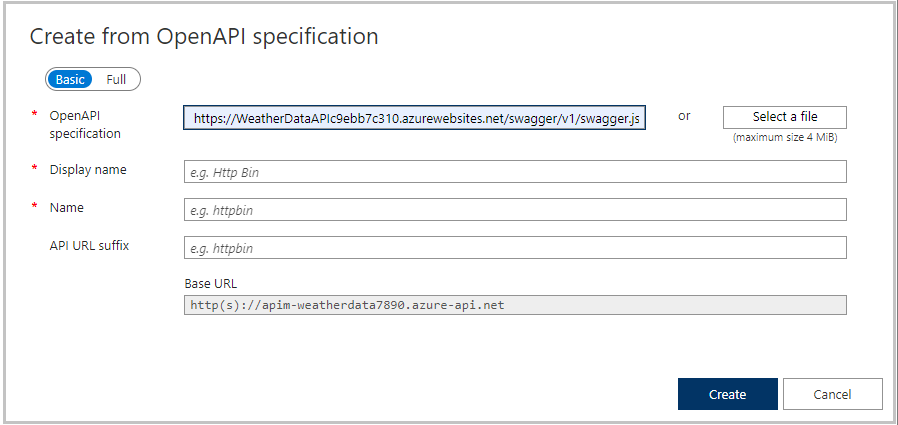 Create from OpenAPI specification
Basic Full
* OpenAPI specification
https://WeatherDataAPIc9ebb7c310.azurewebsites.net/swagger/v1/swagger.js
or
Select a file
(maximum size 4 MiB)
* Display name
e.g. Http Bin
* Name
e.g. httpbin
API URL suffix
e.g. httpbin
Base URL
http(s)://apim-weatherdata7890.azure-api.net
Create Cancel